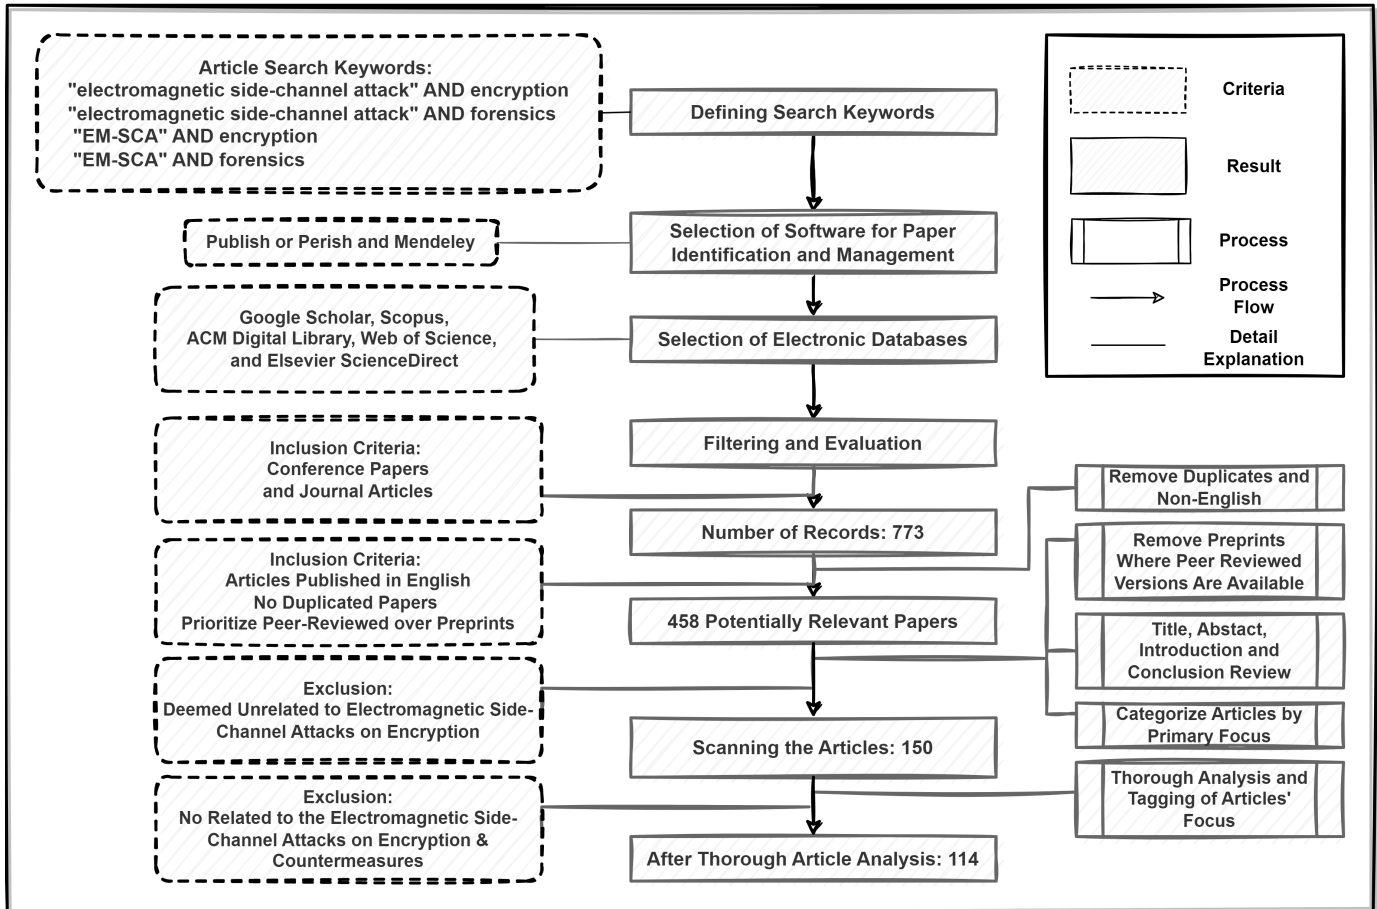 Article Search Keywords:
"electromagnetic side-channel attack" AND encryption
"electromagnetic side-channel attack" AND forensics
"EM-SCA" AND encryption
"EM-SCA" AND forensics
Defining Search Keywords
Publish or Perish and Mendeley
Selection of Software for Paper
Identification and Management
Google Scholar, Scopus,
ACM Digital Library, Web of Science,
and Elsevier ScienceDirect
Selection of Electronic Databases
Inclusion Criteria:
Conference Papers
and Journal Articles
Filtering and Evaluation
Number of Records: 773
Inclusion Criteria:
Articles Published in English
No Duplicated Papers
Prioritize Peer-Reviewed over Preprints
458 Potentially Relevant Papers
Exclusion:
Deemed Unrelated to Electromagnetic Side-
Channel Attacks on Encryption
Scanning the Articles: 150
Exclusion:
No Related to the Electromagnetic Side-
Channel Attacks on Encryption &
Countermeasures
After Thorough Article Analysis: 114
Criteria
Result
Process
Process
Flow
Detail
Explanation
Remove Duplicates and
Non-English
Remove Preprints
Where Peer Reviewed
Versions Are Available
Title, Abstact,
Introduction and
Conclusion Review
Categorize Articles by
Primary Focus
Thorough Analysis and
Tagging of Articles'
Focus